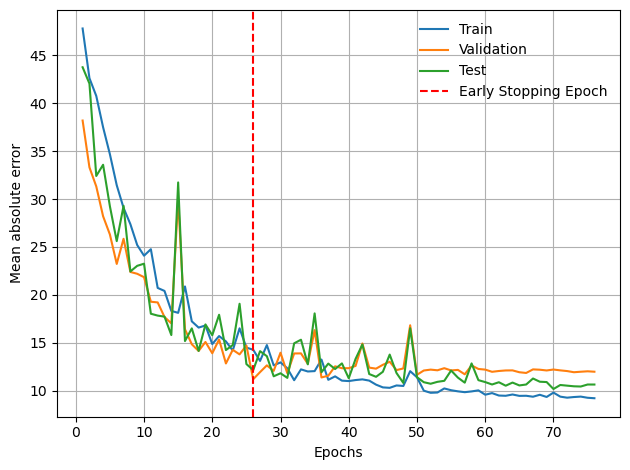 Train
Validation
Test
Early Stopping Epoch
45
40
35
30
25
20
15
10
Mean absolute error
0 10 20 30 40 50 60 70
Epochs